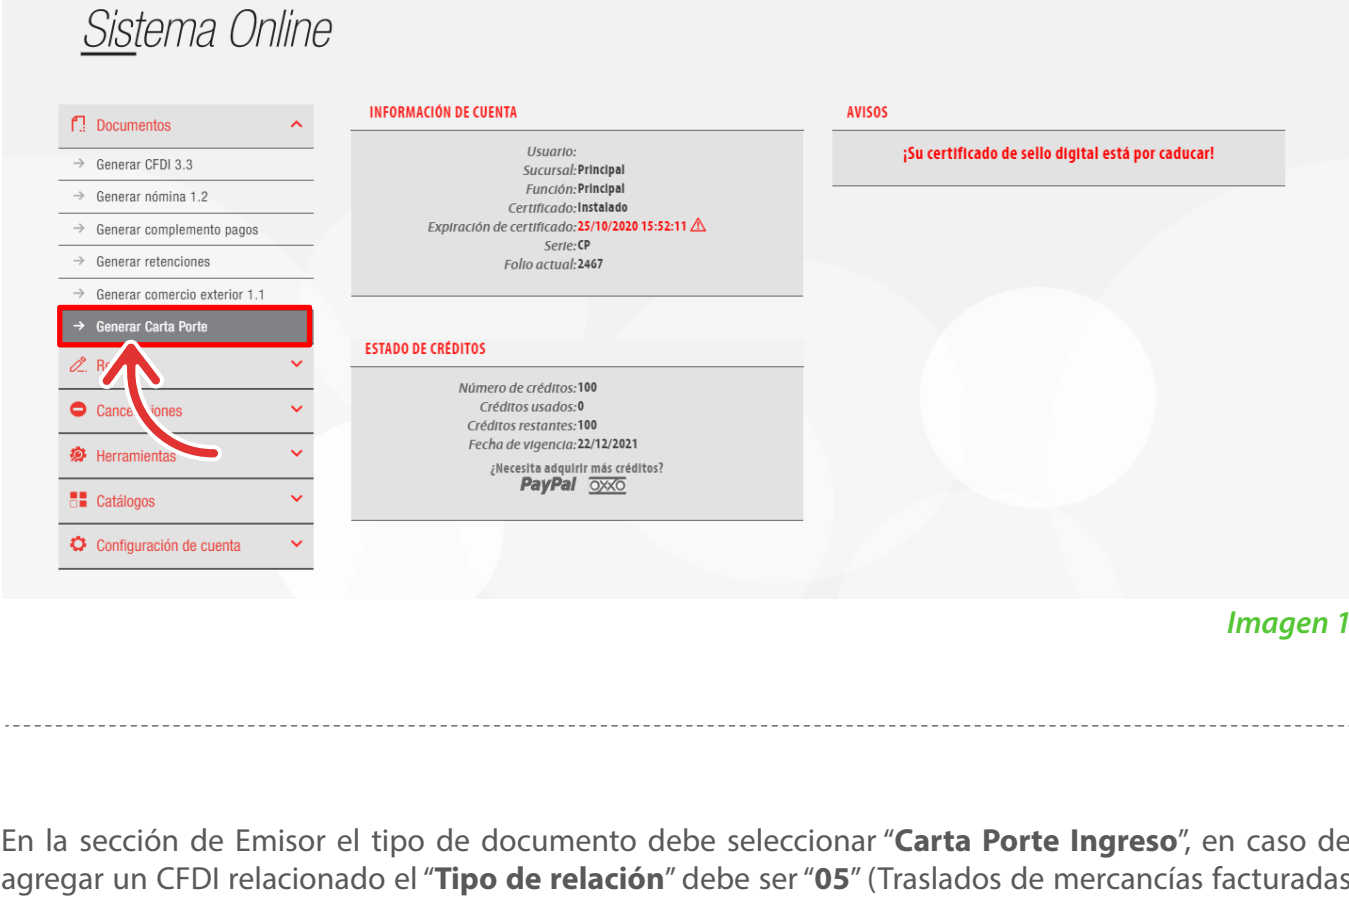 Sistema Online
Documentos
Generar CFDI 3.3
Generar nómina 1.2
Generar complemento pagos
Generar retenciones
Generar comercio exterior 1.1
Generar Carta Porte
Herramientas
Catálogos
Configuración de cuenta
INFORMACIÓN DE CUENTA
Usuario:
Sucursal: Principal
Función: Principal
Certificado: Instalado
Expiración de certificado: 25/10/2020 15:52:11
Serie: CP
Folio actual: 2467
ESTADO DE CRÉDITOS
Número de créditos: 100
Créditos usados: 0
Créditos restantes: 100
Fecha de vigencia: 22/12/2021
¿Necesita adquirir más créditos?
PayPal OXXO
AVISOS
¡Su certificado de sello digital está por caducar!
Imagen 1
En la sección de Emisor el tipo de documento debe seleccionar “Carta Porte Ingreso”, en caso de
agregar un CFDI relacionado el “Tipo de relación” debe ser “05” (Traslados de mercancías facturadas